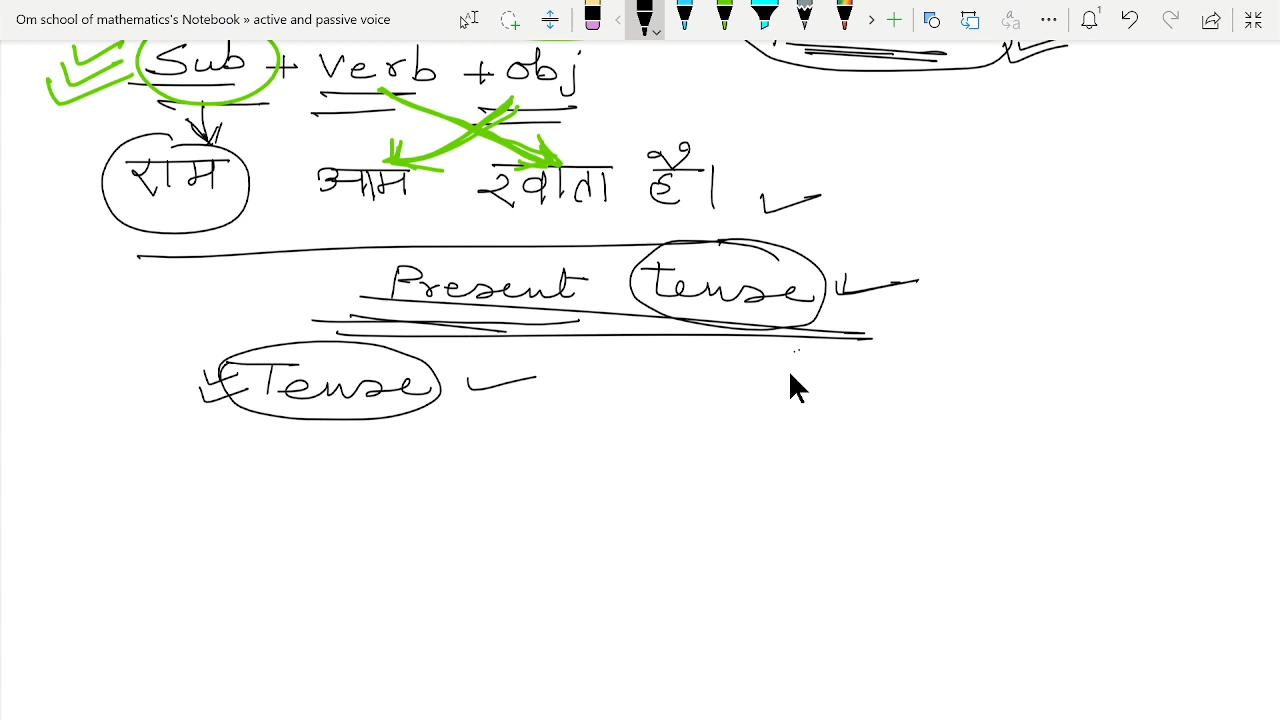 Om school of mathematics's Notebook » active and passive voice
Sub + Verb + obj
राम आम खाता है।
Present tense
Tense